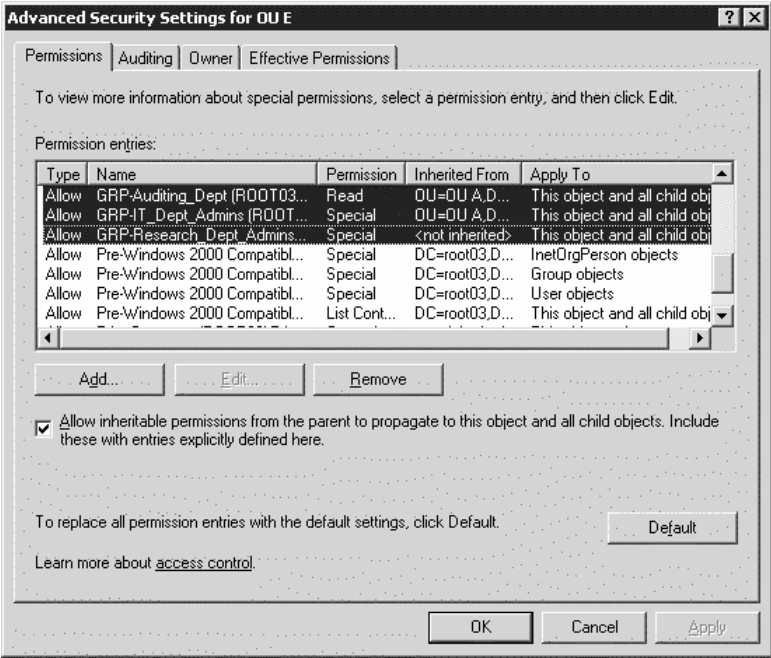 Advanced Security Settings for OU E
Permissions Auditing Owner Effective Permissions
To view more information about special permissions, select a permission entry, and then click Edit.
Permission entries:
Type Name Permission Inherited From Apply To
Allow GRP-Auditing_Dept (ROOT03... Read OU=OU A,D... This object and all child obj
Allow GRP-IT_Dept_Admins (ROOT... Special OU=OU A,D... This object and all child obj
Allow GRP-Research_Dept_Admins... Special <not inherited> This object and all child obj
Allow Pre-Windows 2000 Compatibl... Special DC=root03,D... InetOrgPerson objects
Allow Pre-Windows 2000 Compatibl... Special DC=root03,D... Group objects
Allow Pre-Windows 2000 Compatibl... Special DC=root03,D... User objects
Allow Pre-Windows 2000 Compatibl... List Cont... DC=root03,D... This object and all child obj
Add... Edit... Remove
Allow inheritable permissions from the parent to propagate to this object and all child objects. Include
these with entries explicitly defined here.
To replace all permission entries with the default settings, click Default.
Default
Learn more about access control.
OK Cancel Apply